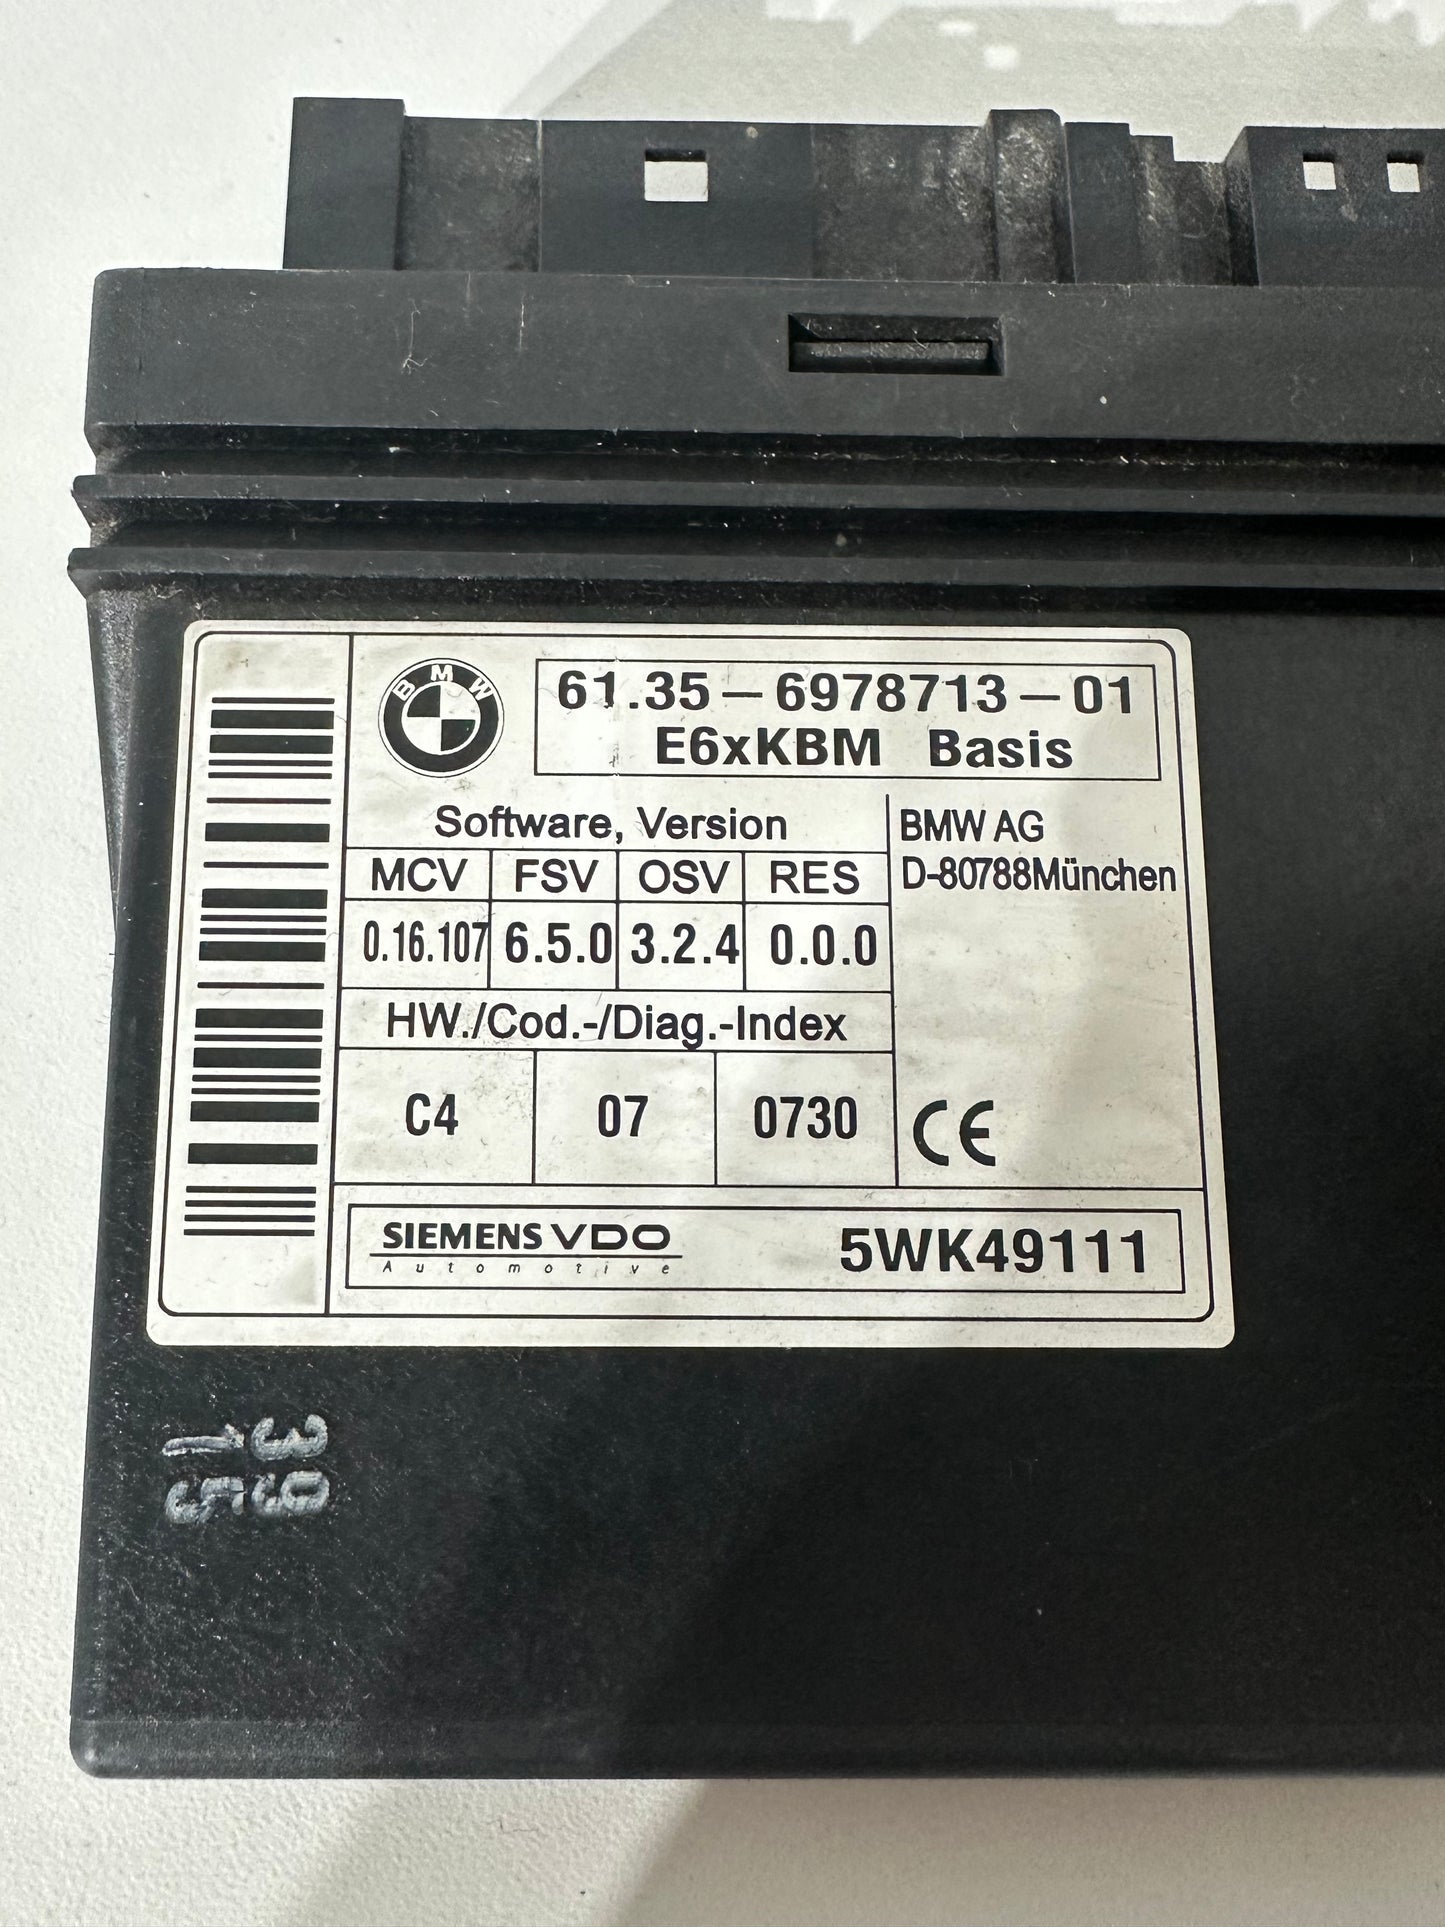 BMW
61.35-6978713-01
E6xKBM Basis
Software, Version
BMW AG
D-80788München
MCV FSV OSV RES
0.16.107 6.5.0 3.2.4 0.0.0
HW./Cod.-/Diag.-Index
C4 07 0730
CE
SIEMENS VDO
Automotive
5WK49111
36
15